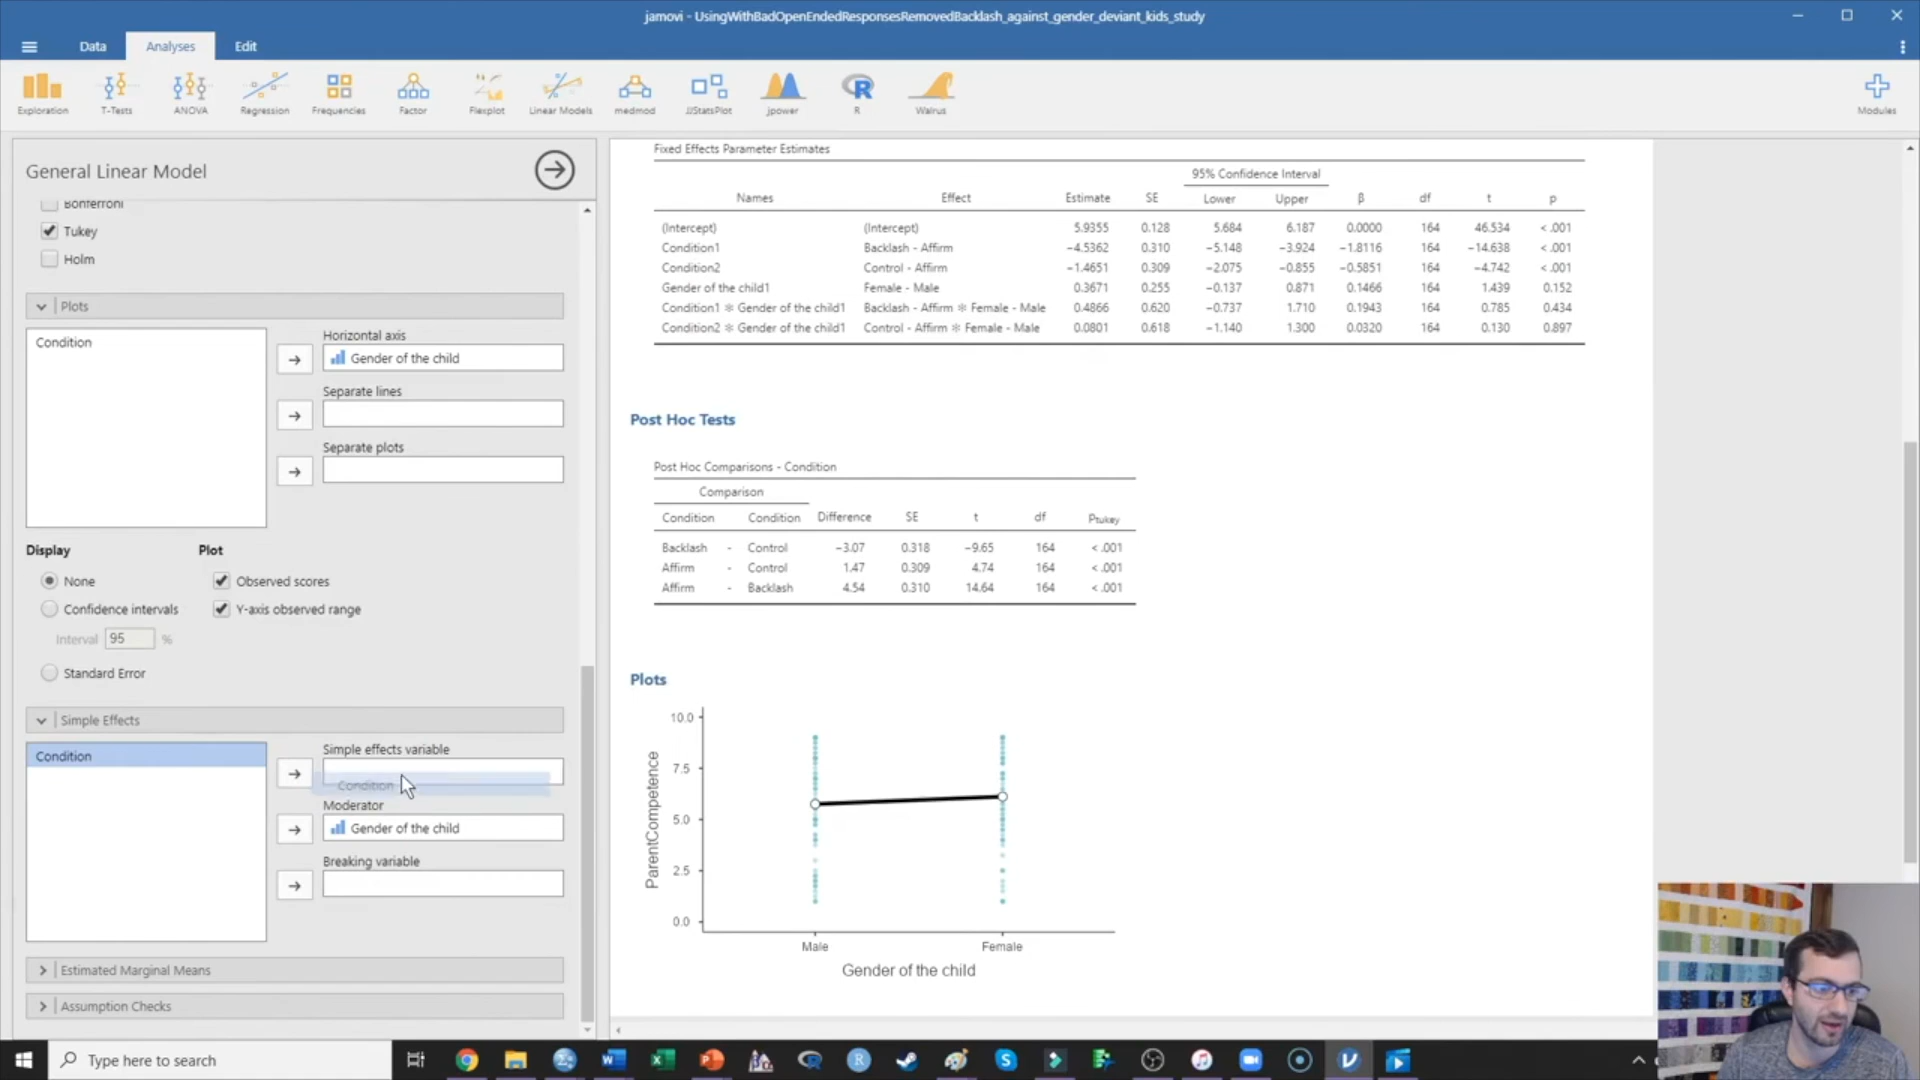 jamovi - UsingWithBadOpenEndedResponsesRemovedBacklash_against_gender_deviant_kids_study
Data Analyses Edit
Exploration T-Tests ANOVA Regression Frequencies Factor Flexplot Linear Models medmod JJStatsPlot jpower R Walrus Modules
General Linear Model
Bonferroni
Tukey
Holm
Plots
Condition
Horizontal axis
Gender of the child
Separate lines
Separate plots
Display Plot
None Observed scores
Confidence intervals Y-axis observed range
Interval 95 %
Standard Error
Simple Effects
Condition
Simple effects variable
Condition
Moderator
Gender of the child
Breaking variable
Estimated Marginal Means
Assumption Checks
Fixed Effects Parameter Estimates
95% Confidence Interval
Names Effect Estimate SE Lower Upper β df t p
(Intercept) (Intercept) 5.9355 0.128 5.684 6.187 0.0000 164 46.534 < .001
Condition1 Backlash - Affirm −4.5362 0.310 −5.148 −3.924 −1.8116 164 −14.638 < .001
Condition2 Control - Affirm −1.4651 0.309 −2.075 −0.855 −0.5851 164 −4.742 < .001
Gender of the child1 Female - Male 0.3671 0.255 −0.137 0.871 0.1466 164 1.439 0.152
Condition1 ✻ Gender of the child1 Backlash - Affirm ✻ Female - Male 0.4866 0.620 −0.737 1.710 0.1943 164 0.785 0.434
Condition2 ✻ Gender of the child1 Control - Affirm ✻ Female - Male 0.0801 0.618 −1.140 1.300 0.0320 164 0.130 0.897
Post Hoc Tests
Post Hoc Comparisons - Condition
Comparison
Condition Condition Difference SE t df Ptukey
Backlash - Control −3.07 0.318 −9.65 164 < .001
Affirm - Control 1.47 0.309 4.74 164 < .001
Affirm - Backlash 4.54 0.310 14.64 164 < .001
Plots
ParentCompetence
10.0
7.5
5.0
2.5
0.0
Male Female
Gender of the child
Type here to search